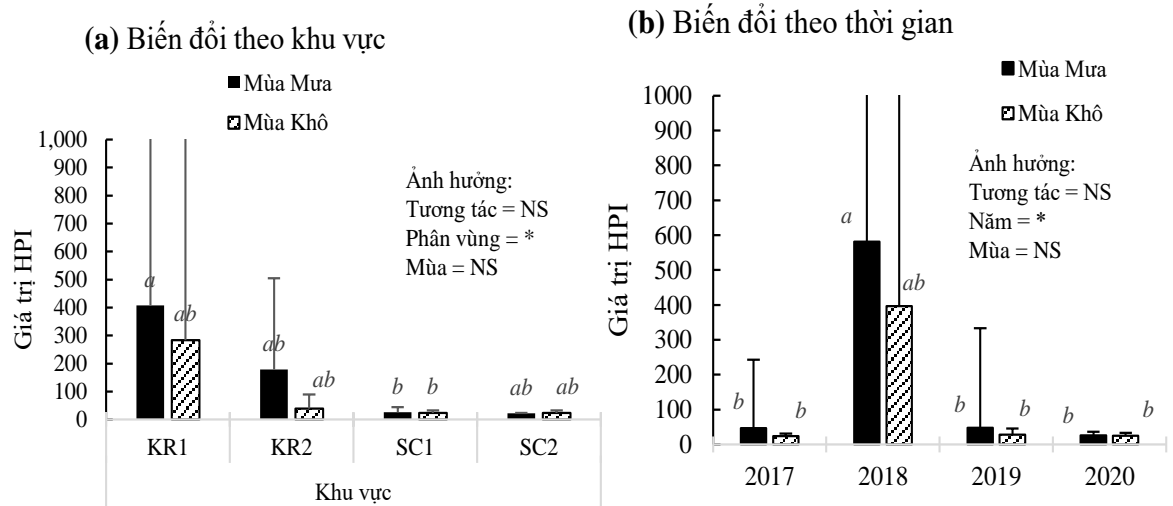 (a) Biến đổi theo khu vực
Mùa Mưa
Mùa Khô
1,000
900
800
700
600
500
400
300
200
100
0
Giá trị HPI
Ảnh hưởng:
Tương tác = NS
Phân vùng = *
Mùa = NS
a
ab
ab
ab
b
b
ab
ab
KR1
KR2
SC1
SC2
Khu vực
(b) Biến đổi theo thời gian
Mùa Mưa
Mùa Khô
1000
900
800
700
600
500
400
300
200
100
0
Giá trị HPI
Ảnh hưởng:
Tương tác = NS
Năm = *
Mùa = NS
b
b
a
ab
b
b
b
b
2017
2018
2019
2020